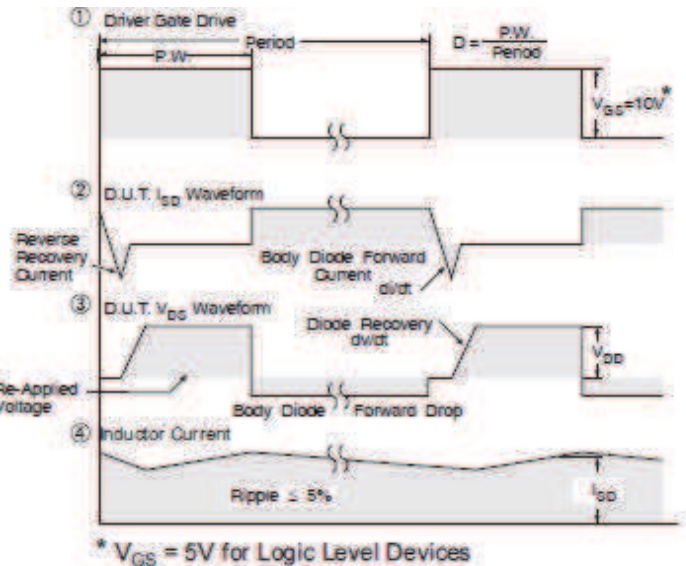 ① Driver Gate Drive
Period
P.W.
D = P.W.
Period
V_GS=10V*
② D.U.T. I_SD Waveform
Reverse
Recovery
Current
Body Diode Forward
Current
di/dt
③ D.U.T. V_DS Waveform
Diode Recovery
dv/dt
V_DD
Re-Applied
Voltage
Body Diode Forward Drop
④ Inductor Current
Ripple ≤ 5%
I_SD
* V_GS = 5V for Logic Level Devices